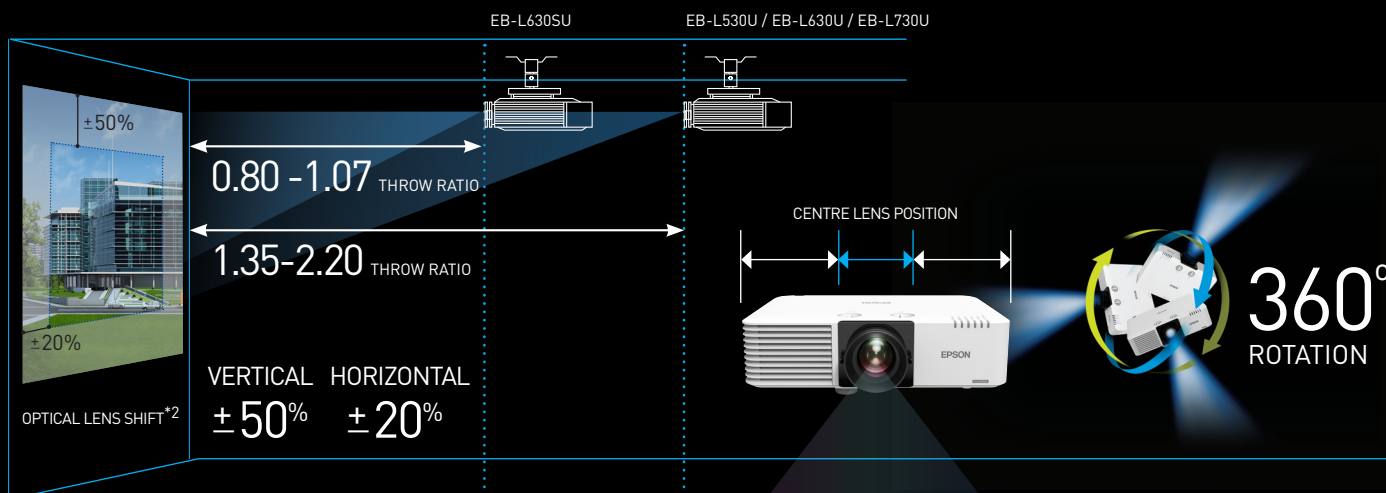 EB-L630SU
EB-L530U / EB-L630U / EB-L730U
±50%
0.80 -1.07 THROW RATIO
CENTRE LENS POSITION
1.35-2.20 THROW RATIO
360°
ROTATION
EPSON
±20%
VERTICAL HORIZONTAL
±50% ±20%
OPTICAL LENS SHIFT*2